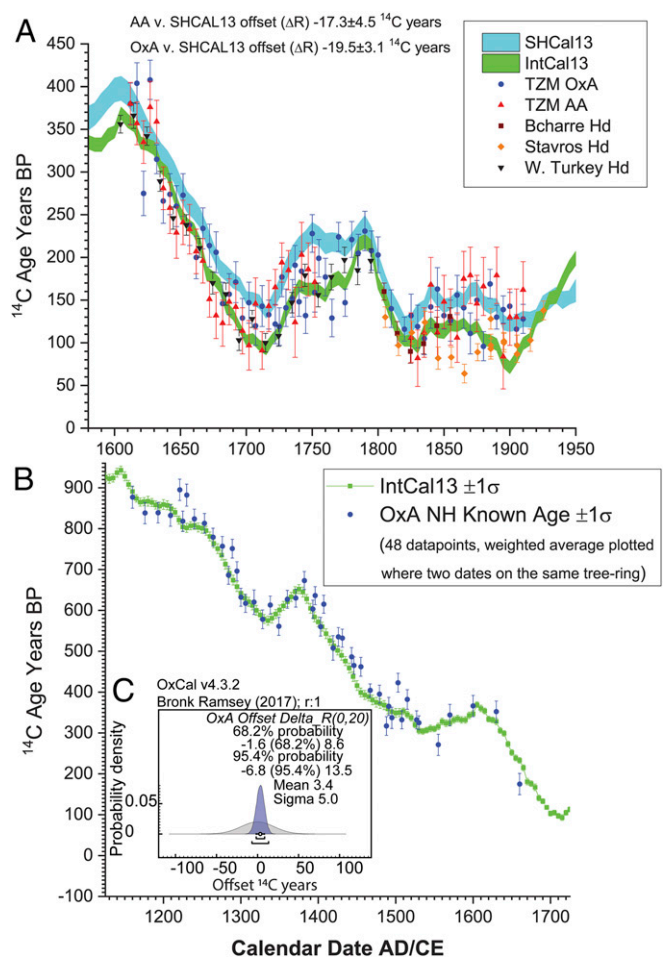 A
AA v. SHCAL13 offset (ΔR) -17.3±4.5 ¹⁴C years
OxA v. SHCAL13 offset (ΔR) -19.5±3.1 ¹⁴C years
SHCal13
IntCal13
TZM OxA
TZM AA
Bcharre Hd
Stavros Hd
W. Turkey Hd
¹⁴C Age Years BP
450
400
350
300
250
200
150
100
50
0
1600 1650 1700 1750 1800 1850 1900 1950
B
IntCal13 ±1σ
OxA NH Known Age ±1σ
(48 datapoints, weighted average plotted
where two dates on the same tree-ring)
¹⁴C Age Years BP
900
800
700
600
500
400
300
200
100
0
-100
C
OxCal v4.3.2
Bronk Ramsey (2017); r:1
OxA Offset Delta_R(0,20)
68.2% probability
-1.6 (68.2%) 8.6
95.4% probability
-6.8 (95.4%) 13.5
Mean 3.4
Sigma 5.0
Probability density
0.05
0
-100 -50 0 50 100
Offset ¹⁴C years
1200 1300 1400 1500 1600 1700
Calendar Date AD/CE